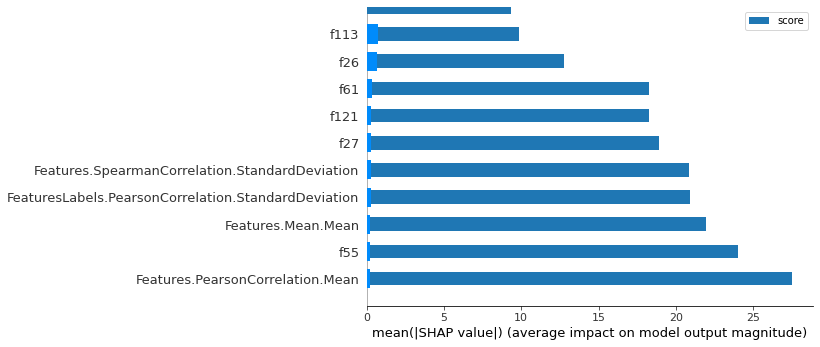 score
f113
f26
f61
f121
f27
Features.SpearmanCorrelation.StandardDeviation
FeaturesLabels.PearsonCorrelation.StandardDeviation
Features.Mean.Mean
f55
Features.PearsonCorrelation.Mean
0 5 10 15 20 25
mean(|SHAP value|) (average impact on model output magnitude)